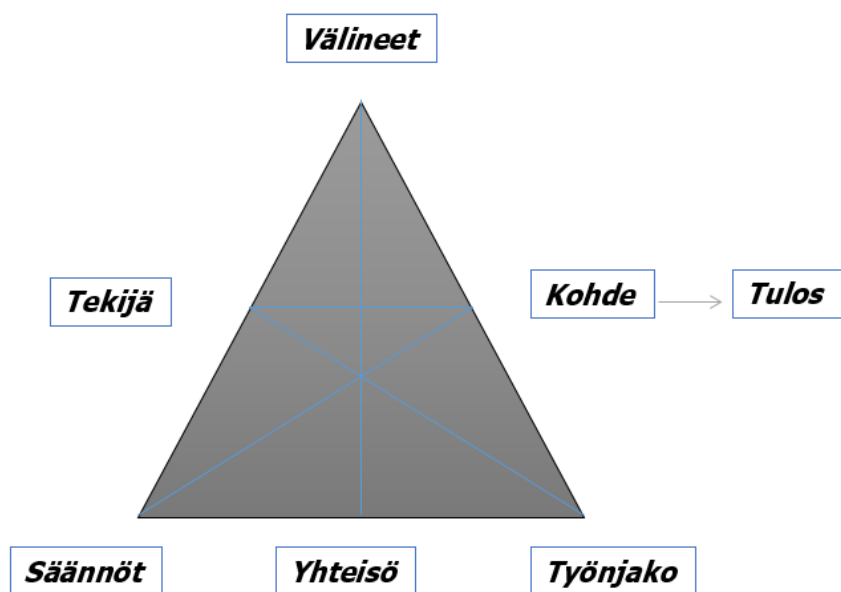 Välineet
Tekijä
Kohde
Tulos
Säännöt
Yhteisö
Työnjako